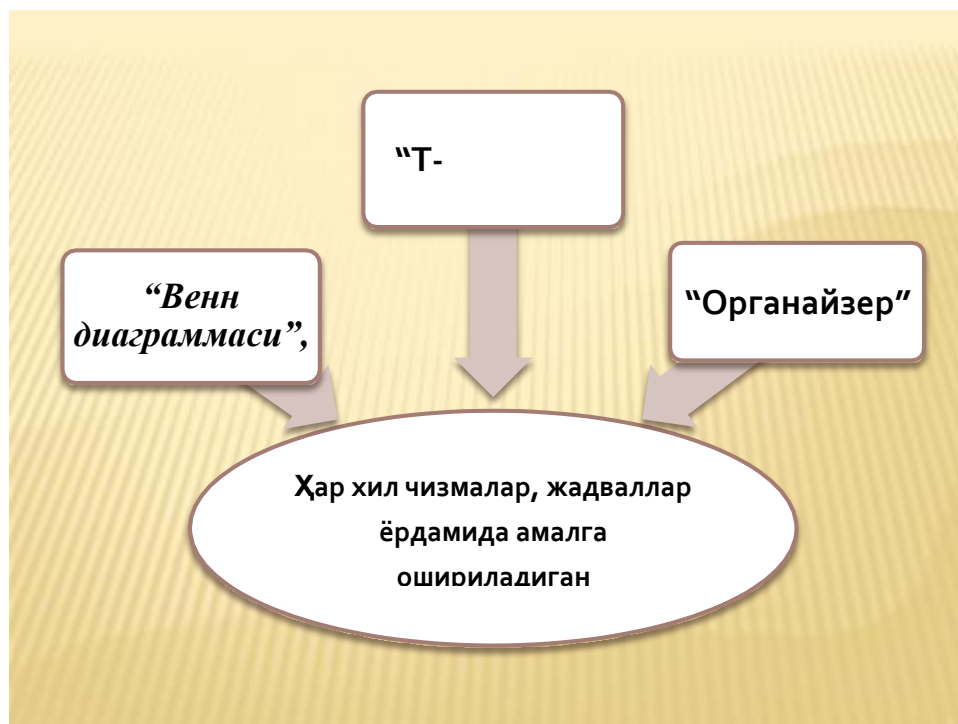 “Т-
“Венн
диаграммаси”,
“Органайзер”
Ҳар хил чизмалар, жадваллар
ёрдамида амалга
ошириладиган